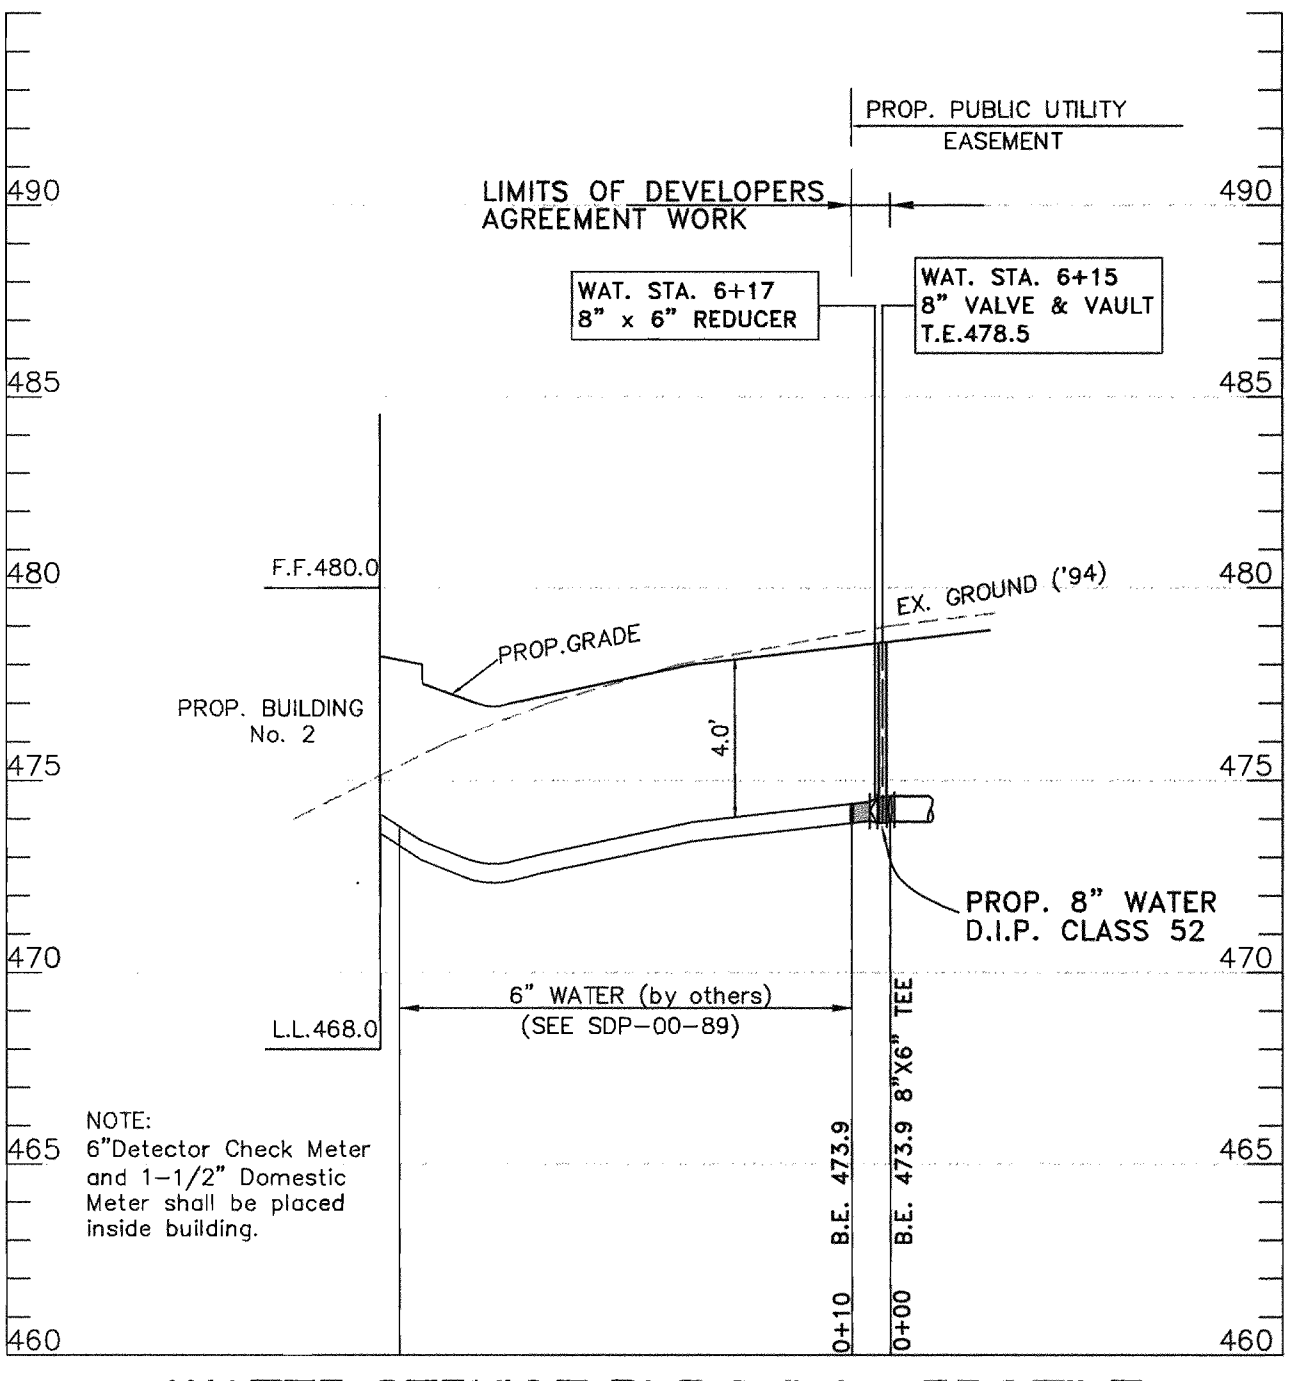 PROP. PUBLIC UTILITY
EASEMENT
490
LIMITS OF DEVELOPERS
AGREEMENT WORK
490
WAT. STA. 6+17
8" x 6" REDUCER
WAT. STA. 6+15
8" VALVE & VAULT
T.E.478.5
485
485
480
F.F.480.0
EX. GROUND ('94)
480
PROP.GRADE
PROP. BUILDING
No. 2
4.0'
475
475
PROP. 8" WATER
D.I.P. CLASS 52
470
470
6" WATER (by others)
(SEE SDP-00-89)
L.L.468.0
NOTE:
6"Detector Check Meter
and 1-1/2" Domestic
Meter shall be placed
inside building.
465
465
0+10 B.E. 473.9
0+00 B.E. 473.9 8"X6" TEE
460
460